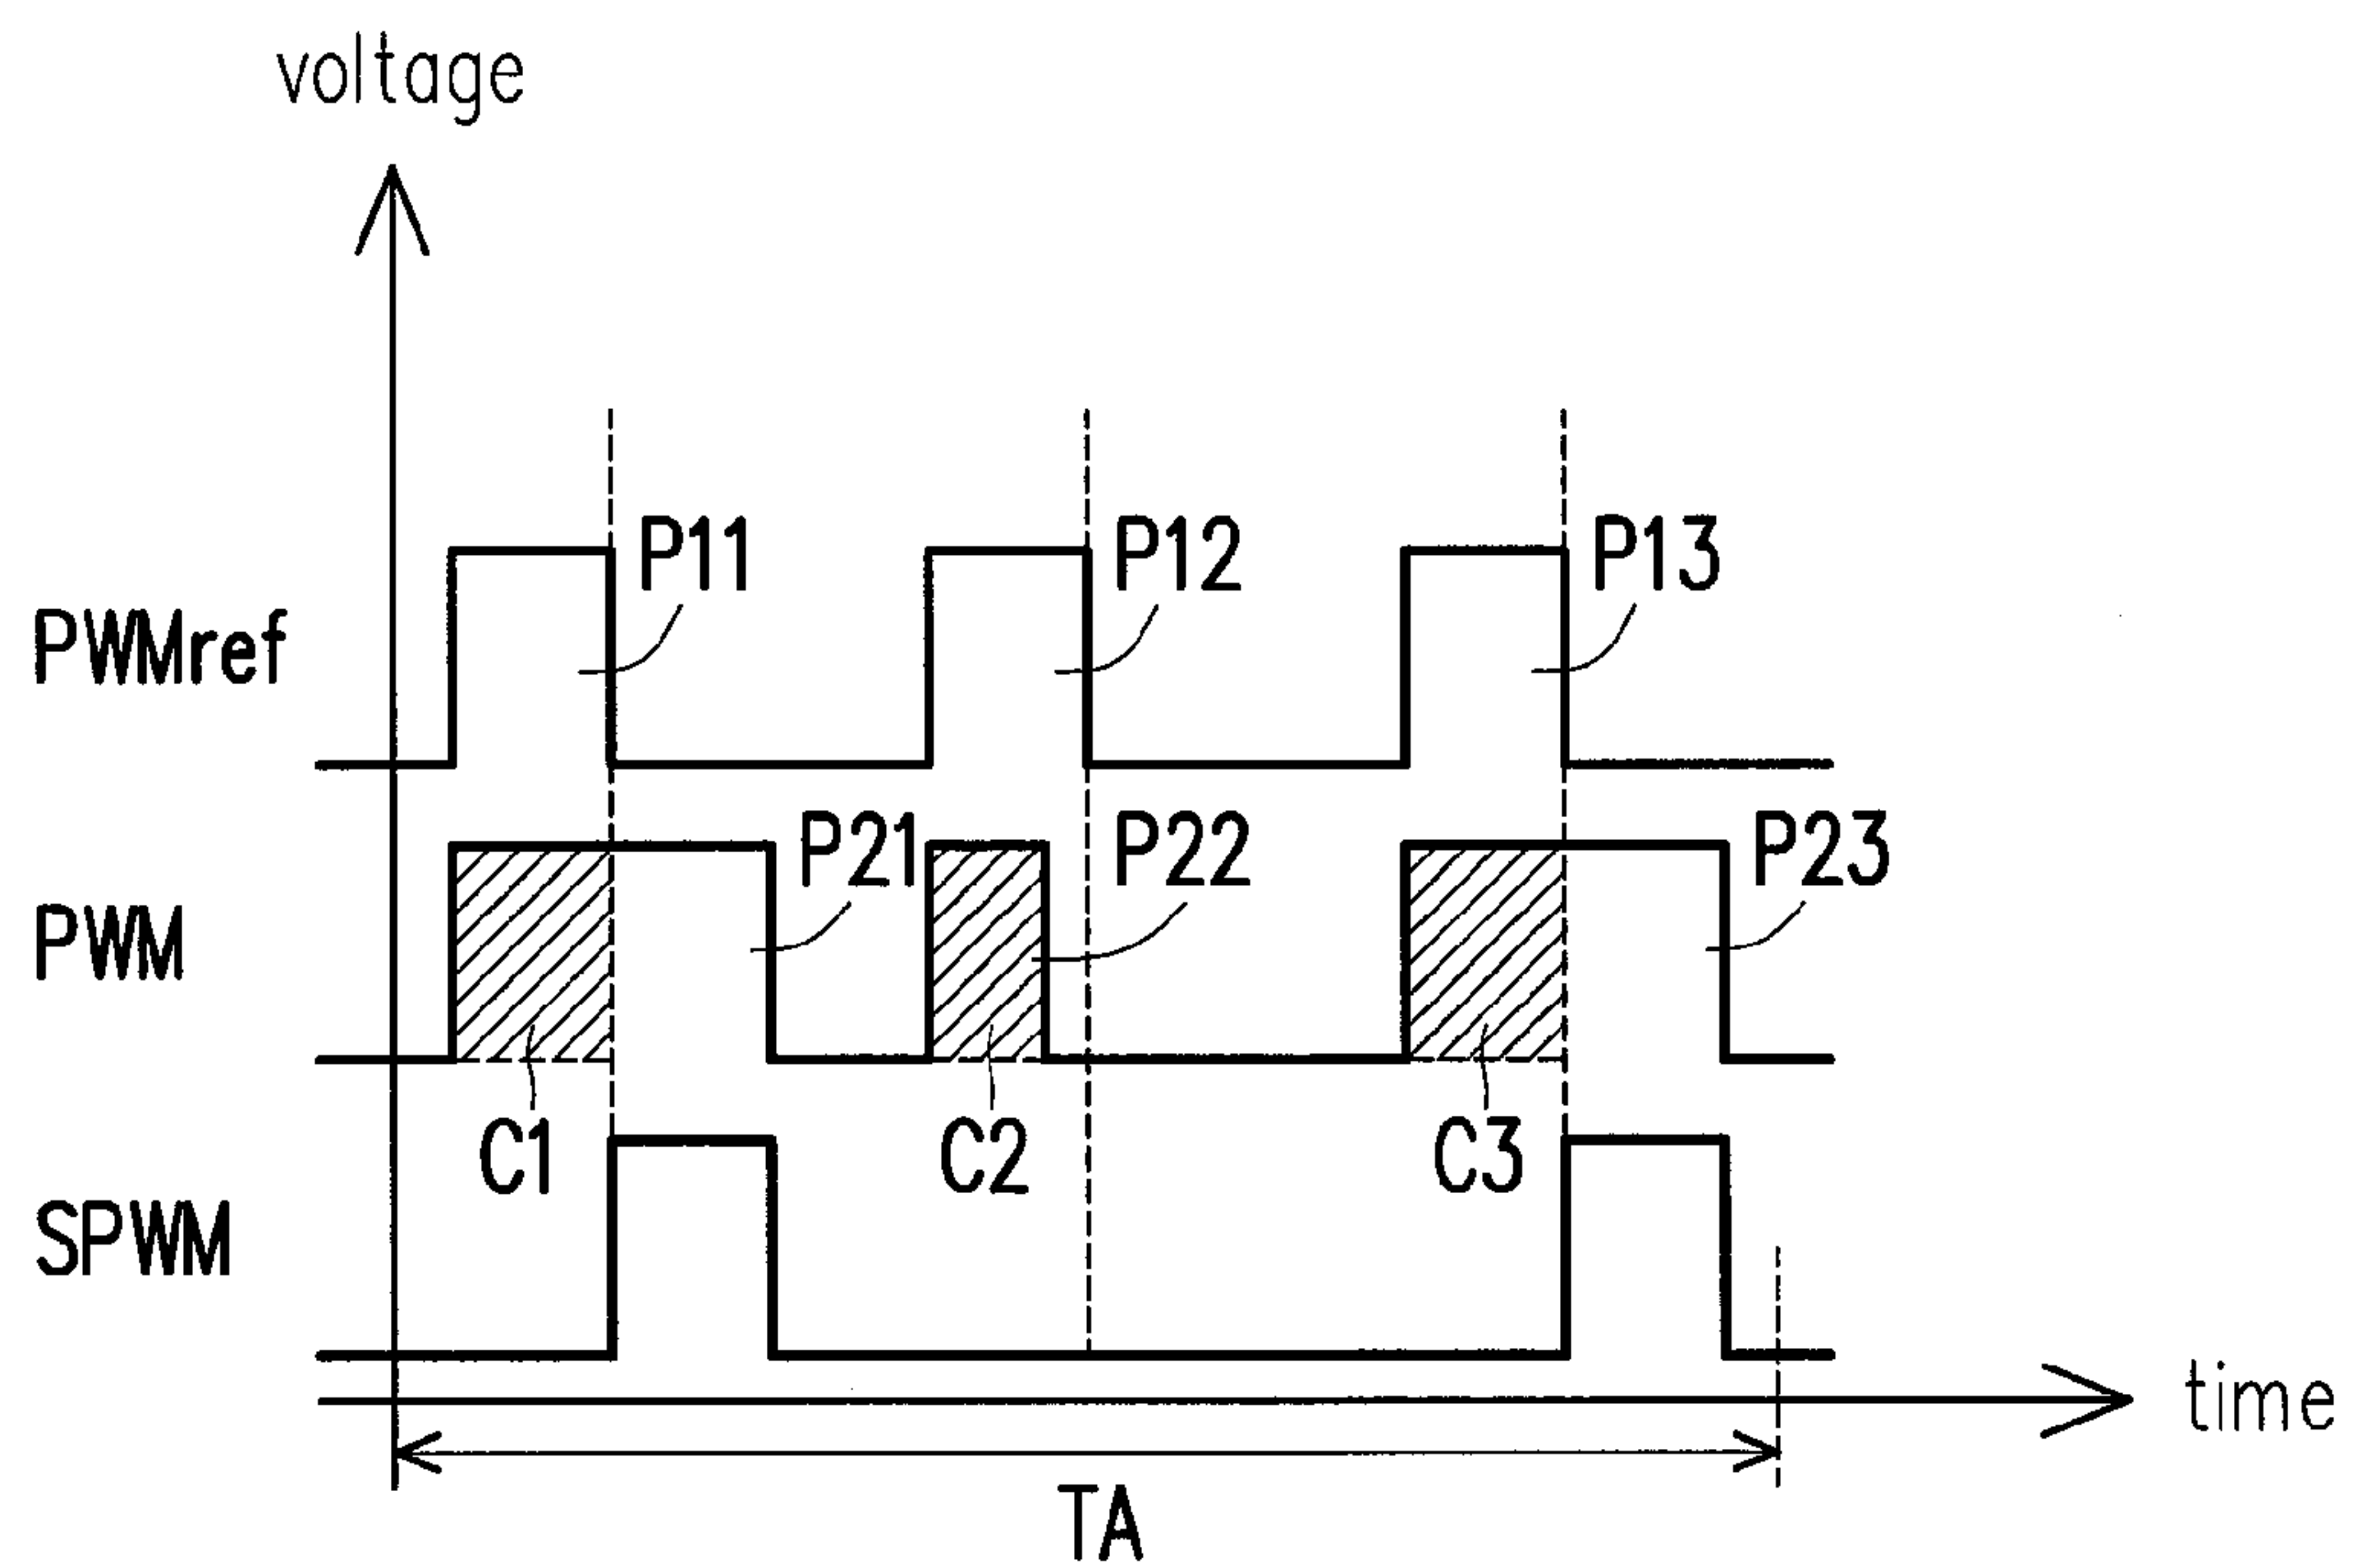 voltage
P11 P12 P13
PWMref
P21 P22 P23
PWM
C1 C2 C3
SPWM
time
TA